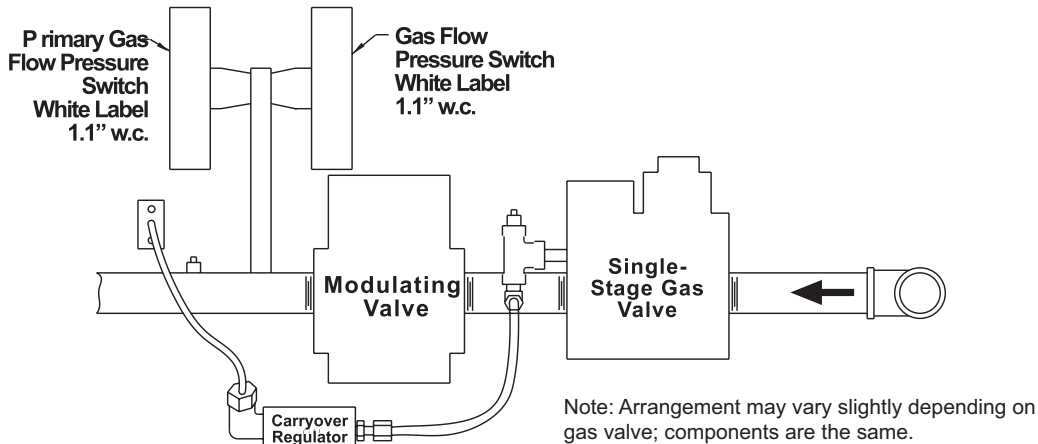 P rimary Gas
Flow Pressure
Switch
White Label
1.1” w.c.
Gas Flow
Pressure Switch
White Label
1.1” w.c.
Modulating
Valve
Single-
Stage Gas
Valve
Carryover
Regulator
Note: Arrangement may vary slightly depending on
gas valve; components are the same.